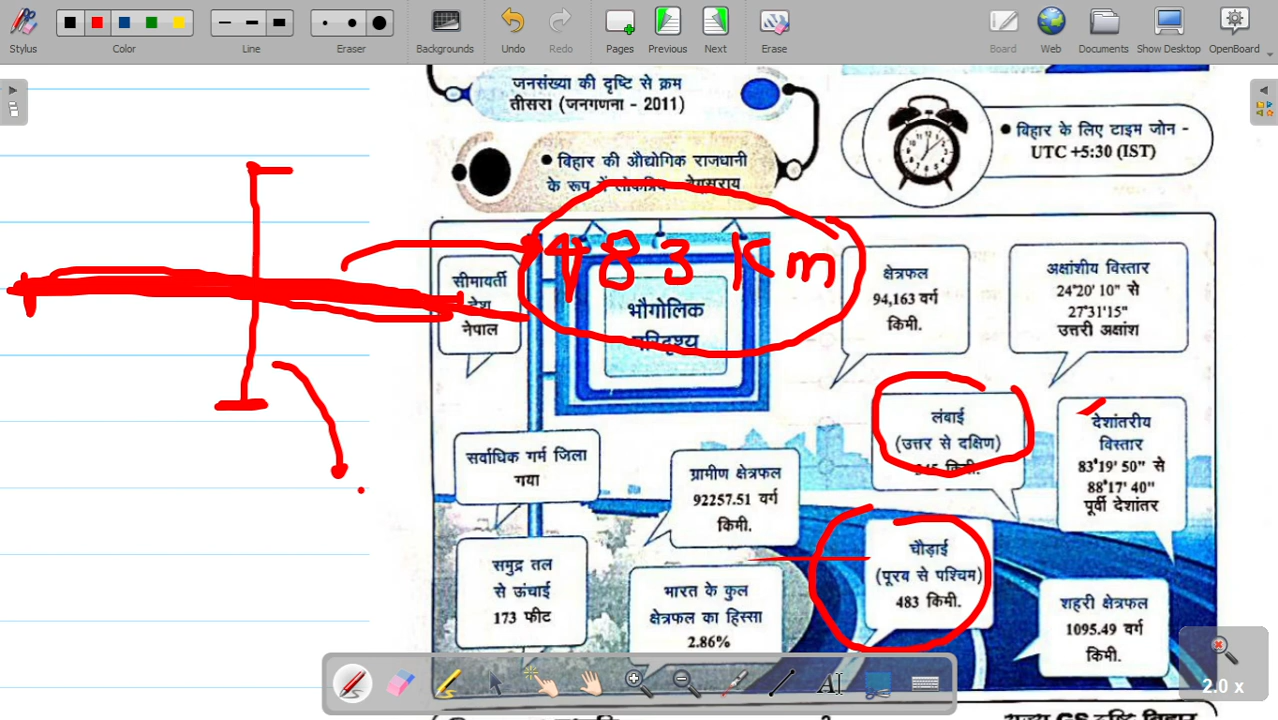 Stylus
Color
Line
Eraser
Backgrounds
Undo
Redo
Pages
Previous
Next
Erase
Board
Web
Documents
Show Desktop
OpenBoard
जनसंख्या की दृष्टि से क्रम
तीसरा (जनगणना - 2011)
• बिहार की औद्योगिक राजधानी
के रूप में लोकप्रिय - बेगूसराय
• बिहार के लिए टाइम जोन -
UTC +5:30 (IST)
483 Km
सीमावर्ती
देश
नेपाल
भौगोलिक
परिदृश्य
क्षेत्रफल
94,163 वर्ग
किमी.
अक्षांशीय विस्तार
24°20' 10" से
27°31'15"
उत्तरी अक्षांश
लंबाई
(उत्तर से दक्षिण)
345 किमी.
देशांतरीय
विस्तार
83°19' 50" से
88°17' 40"
पूर्वी देशांतर
सर्वाधिक गर्म जिला
गया
ग्रामीण क्षेत्रफल
92257.51 वर्ग
किमी.
चौड़ाई
(पूरब से पश्चिम)
483 किमी.
समुद्र तल
से ऊंचाई
173 फीट
भारत के कुल
क्षेत्रफल का हिस्सा
2.86%
शहरी क्षेत्रफल
1095.49 वर्ग
किमी.
2.0 x